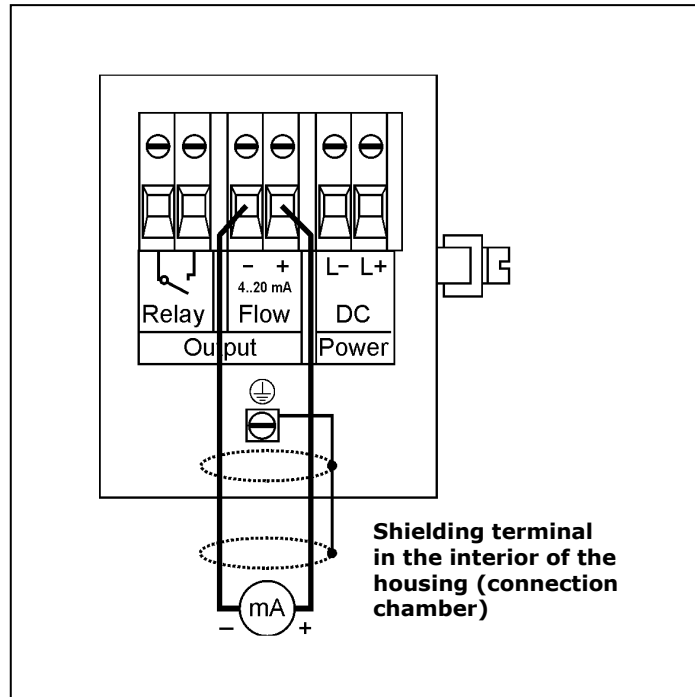 − + L− L+
4..20 mA
Relay Flow DC
Output Power
Shielding terminal
in the interior of the
housing (connection
chamber)
mA
− +